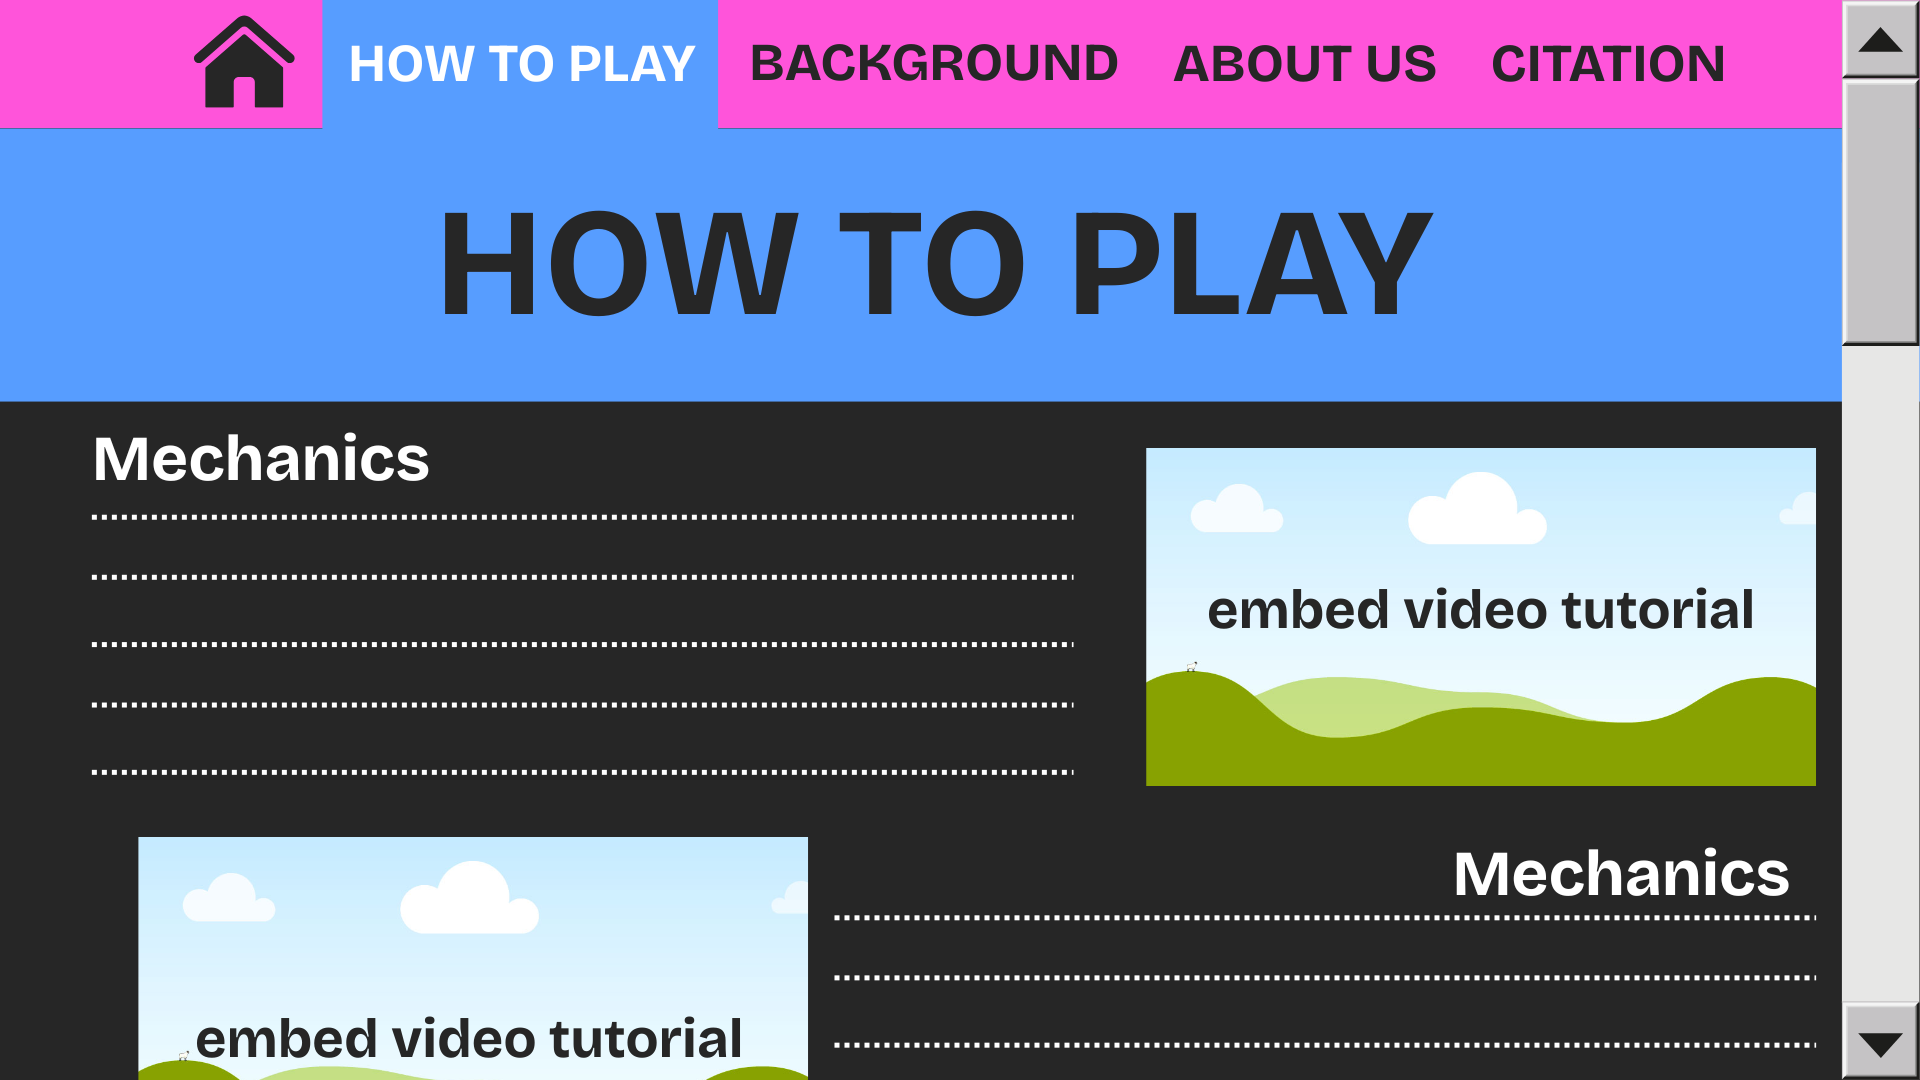 HOW TO PLAY
BACKGROUND
ABOUT US
CITATION
HOW TO PLAY
Mechanics
embed video tutorial
Mechanics
embed video tutorial